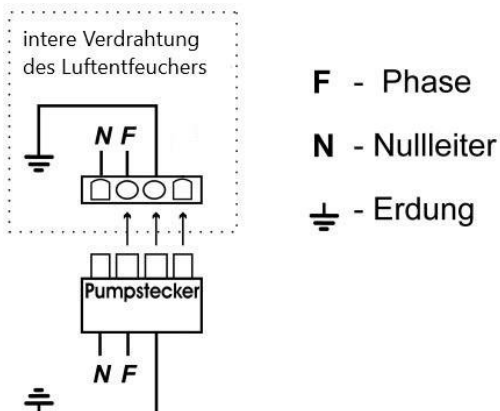 intere Verdrahtung
des Luftentfeuchers
N F
Pumpstecker
N F
F - Phase
N - Nullleiter
- Erdung